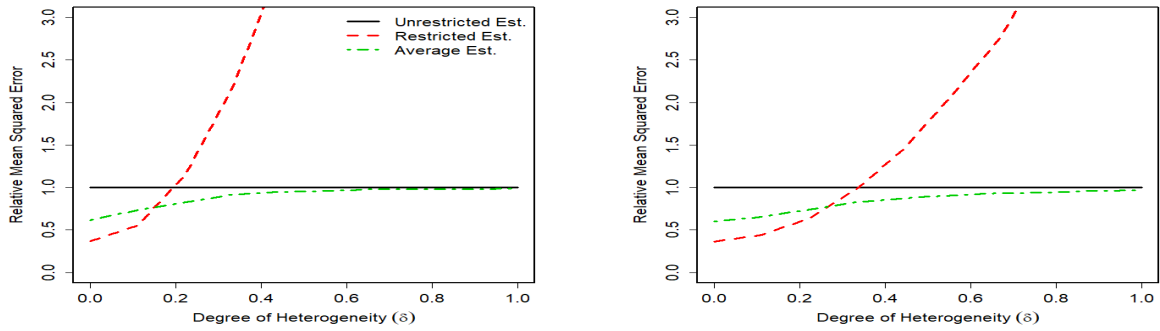 Relative Mean Squared Error
3.0
2.5
2.0
1.5
1.0
0.5
0.0
Unrestricted Est.
Restricted Est.
Average Est.
0.0 0.2 0.4 0.6 0.8 1.0
Degree of Heterogeneity (δ)
Relative Mean Squared Error
3.0
2.5
2.0
1.5
1.0
0.5
0.0
0.0 0.2 0.4 0.6 0.8 1.0
Degree of Heterogeneity (δ)